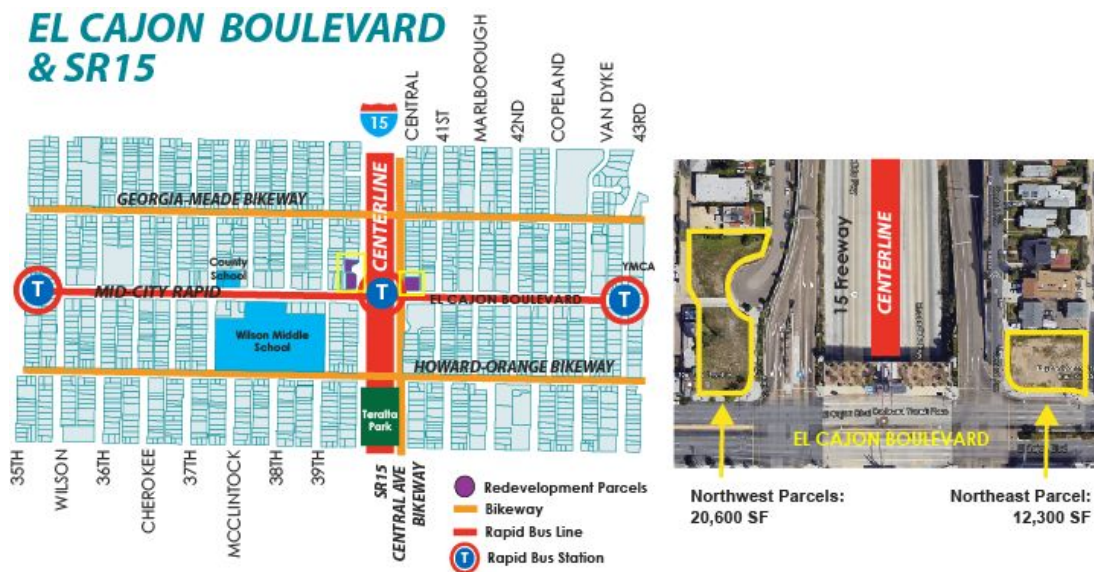 EL CAJON BOULEVARD
& SR15
15
CENTRAL
41ST
MARLBOROUGH
42ND
COPELAND
VAN DYKE
43RD
GEORGIA-MEADE BIKEWAY
CENTERLINE
County
School
YMCA
T
MID-CITY RAPID
T
EL CAJON BOULEVARD
T
Wilson Middle
School
HOWARD-ORANGE BIKEWAY
Teralta
Park
35TH
WILSON
36TH
CHEROKEE
37TH
MCCLINTOCK
38TH
39TH
SR15
CENTRAL AVE
BIKEWAY
Redevelopment Parcels
Bikeway
Rapid Bus Line
T Rapid Bus Station
15 Freeway
CENTERLINE
EL CAJON BOULEVARD
Northwest Parcels:
20,600 SF
Northeast Parcel:
12,300 SF